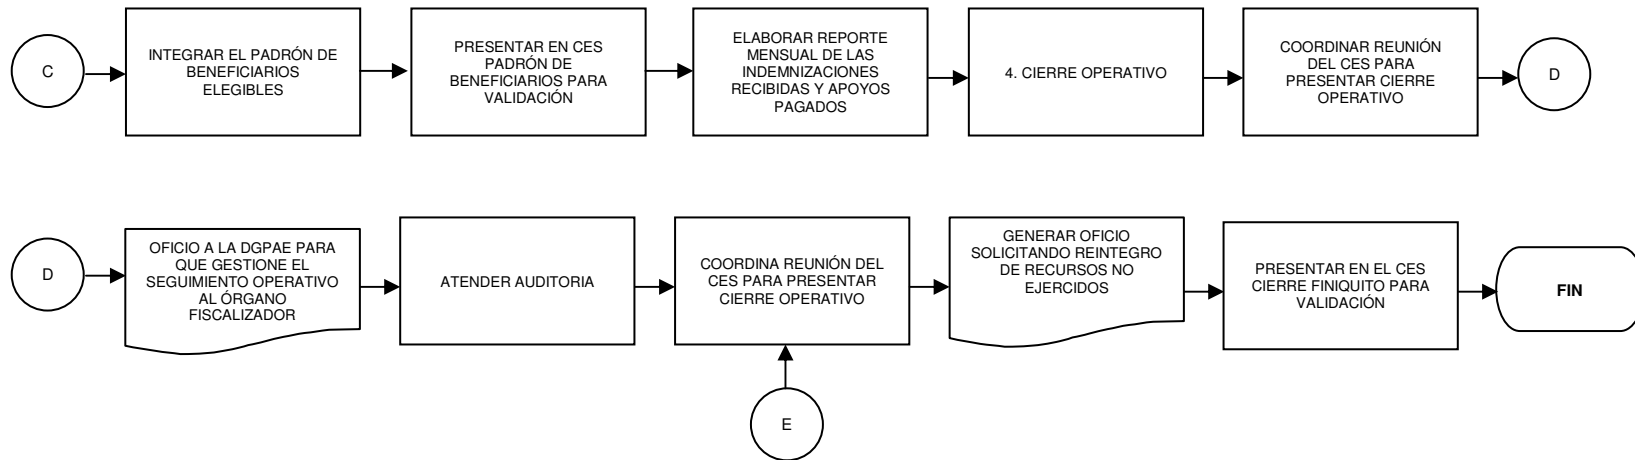 C
INTEGRAR EL PADRÓN DE
BENEFICIARIOS
ELEGIBLES
PRESENTAR EN CES
PADRÓN DE
BENEFICIARIOS PARA
VALIDACIÓN
ELABORAR REPORTE
MENSUAL DE LAS
INDEMNIZACIONES
RECIBIDAS Y APOYOS
PAGADOS
4. CIERRE OPERATIVO
COORDINAR REUNIÓN
DEL CES PARA
PRESENTAR CIERRE
OPERATIVO
D
D
OFICIO A LA DGPAE PARA
QUE GESTIONE EL
SEGUIMIENTO OPERATIVO
AL ÓRGANO
FISCALIZADOR
ATENDER AUDITORIA
COORDINA REUNIÓN DEL
CES PARA PRESENTAR
CIERRE OPERATIVO
GENERAR OFICIO
SOLICITANDO REINTEGRO
DE RECURSOS NO
EJERCIDOS
PRESENTAR EN EL CES
CIERRE FINIQUITO PARA
VALIDACIÓN
FIN
E